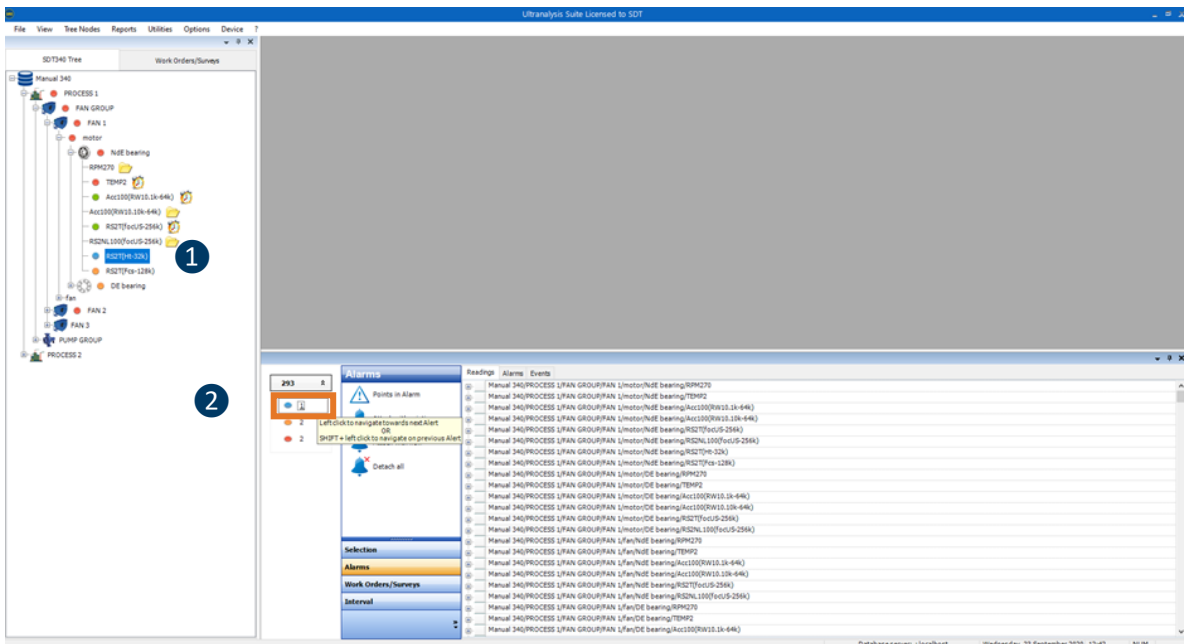 Ultranalysis Suite Licensed to SDT
File View Tree Nodes Reports Utilities Options Device ?
SDT340 Tree Work Orders/Surveys
Manual 340
PROCESS 1
FAN GROUP
FAN 1
motor
NdE bearing
RPM270
TEMP2
Acc100(RW10.1k-64k)
Acc100(RW10.10k-64k)
RS2T(focUS-256k)
RS2NL100(focUS-256k)
RS2T(Ht-32k)
RS2T(Fcs-128k)
DE bearing
fan
FAN 2
FAN 3
PUMP GROUP
PROCESS 2
1
2
293
1
2
2
Left click to navigate towards next Alert
OR
SHIFT + left click to navigate on previous Alert
Alarms
Points in Alarm
Detach all
Selection
Alarms
Work Orders/Surveys
Interval
Readings Alarms Events
Manual 340/PROCESS 1/FAN GROUP/FAN 1/motor/NdE bearing/RPM270
Manual 340/PROCESS 1/FAN GROUP/FAN 1/motor/NdE bearing/TEMP2
Manual 340/PROCESS 1/FAN GROUP/FAN 1/motor/NdE bearing/Acc100(RW10.1k-64k)
Manual 340/PROCESS 1/FAN GROUP/FAN 1/motor/NdE bearing/Acc100(RW10.10k-64k)
Manual 340/PROCESS 1/FAN GROUP/FAN 1/motor/NdE bearing/RS2T(focUS-256k)
Manual 340/PROCESS 1/FAN GROUP/FAN 1/motor/NdE bearing/RS2NL100(focUS-256k)
Manual 340/PROCESS 1/FAN GROUP/FAN 1/motor/NdE bearing/RS2T(Ht-32k)
Manual 340/PROCESS 1/FAN GROUP/FAN 1/motor/NdE bearing/RS2T(Fcs-128k)
Manual 340/PROCESS 1/FAN GROUP/FAN 1/motor/DE bearing/RPM270
Manual 340/PROCESS 1/FAN GROUP/FAN 1/motor/DE bearing/TEMP2
Manual 340/PROCESS 1/FAN GROUP/FAN 1/motor/DE bearing/Acc100(RW10.1k-64k)
Manual 340/PROCESS 1/FAN GROUP/FAN 1/motor/DE bearing/Acc100(RW10.10k-64k)
Manual 340/PROCESS 1/FAN GROUP/FAN 1/motor/DE bearing/RS2T(focUS-256k)
Manual 340/PROCESS 1/FAN GROUP/FAN 1/motor/DE bearing/RS2NL100(focUS-256k)
Manual 340/PROCESS 1/FAN GROUP/FAN 1/fan/NdE bearing/RPM270
Manual 340/PROCESS 1/FAN GROUP/FAN 1/fan/NdE bearing/TEMP2
Manual 340/PROCESS 1/FAN GROUP/FAN 1/fan/NdE bearing/Acc100(RW10.1k-64k)
Manual 340/PROCESS 1/FAN GROUP/FAN 1/fan/NdE bearing/Acc100(RW10.10k-64k)
Manual 340/PROCESS 1/FAN GROUP/FAN 1/fan/NdE bearing/RS2T(focUS-256k)
Manual 340/PROCESS 1/FAN GROUP/FAN 1/fan/NdE bearing/RS2NL100(focUS-256k)
Manual 340/PROCESS 1/FAN GROUP/FAN 1/fan/DE bearing/RPM270
Manual 340/PROCESS 1/FAN GROUP/FAN 1/fan/DE bearing/TEMP2
Manual 340/PROCESS 1/FAN GROUP/FAN 1/fan/DE bearing/Acc100(RW10.1k-64k)